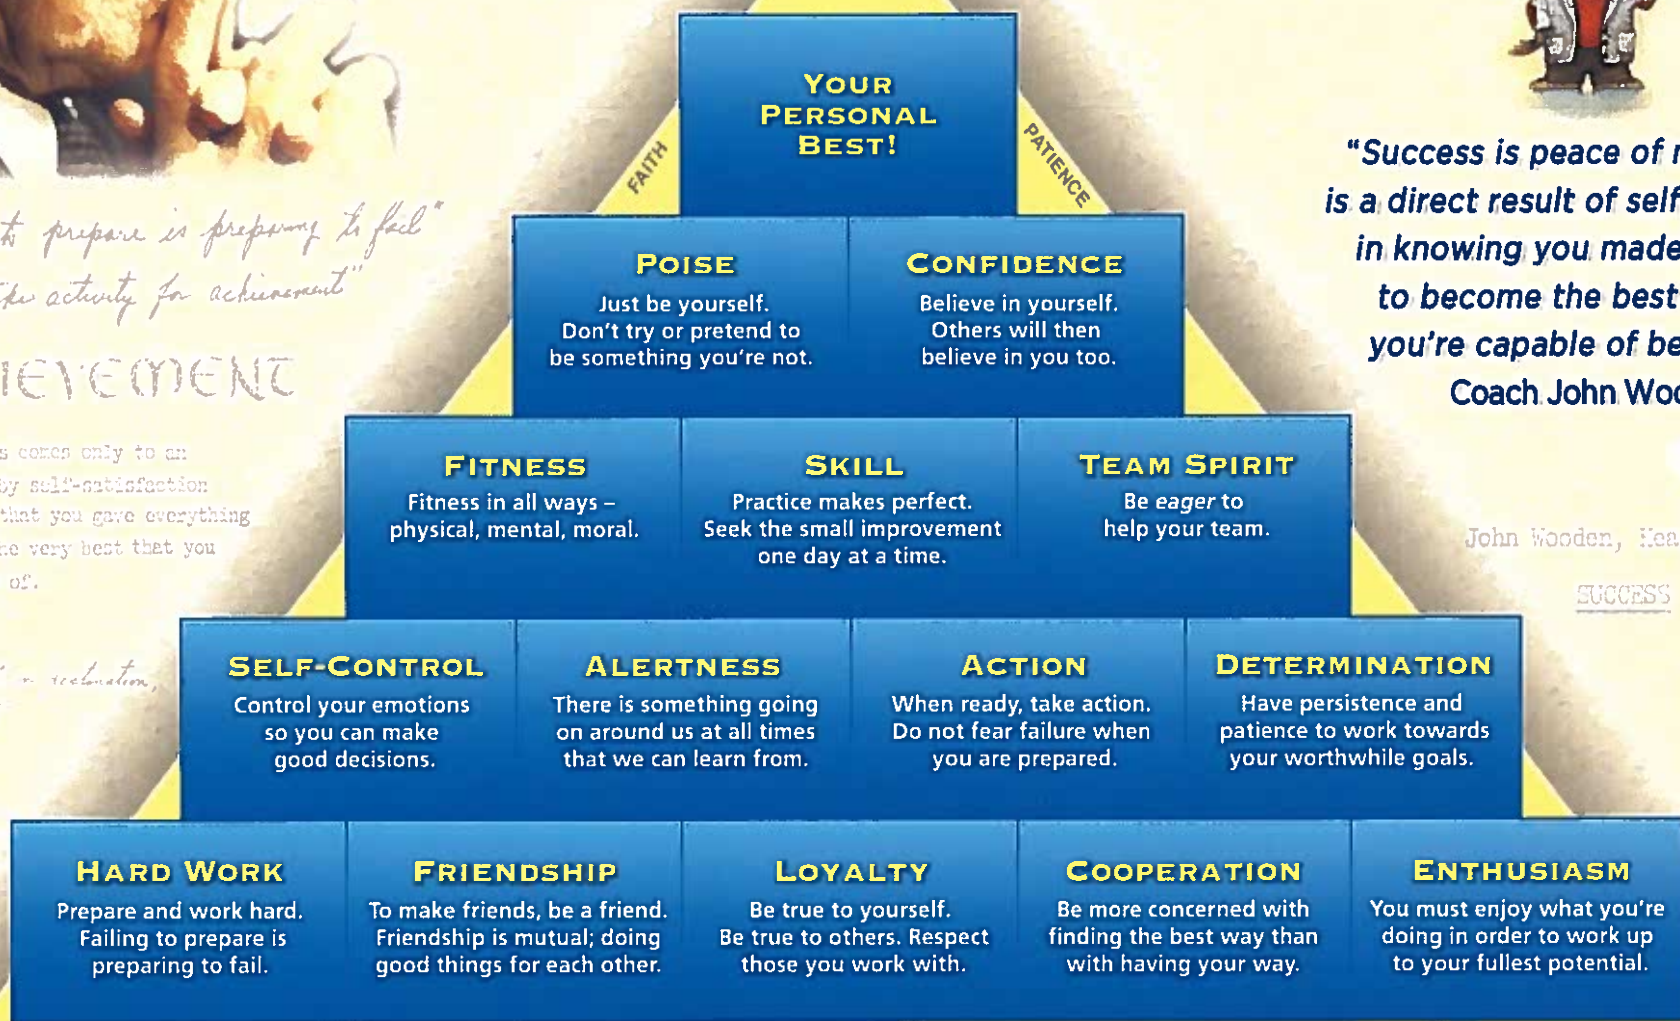 YOUR
PERSONAL
BEST!
FAITH
PATIENCE
"Success is peace of
is a direct result of self
in knowing you made
to become the best
you're capable of be
Coach John Woo
prepare is preparing to fail"
activity for achievement"
IEVEMENT
s comes only to an
by self-satisfaction
that you gave everything
he very best that you
of.
POISE
Just be yourself.
Don't try or pretend to
be something you're not.
CONFIDENCE
Believe in yourself.
Others will then
believe in you too.
FITNESS
Fitness in all ways –
physical, mental, moral.
SKILL
Practice makes perfect.
Seek the small improvement
one day at a time.
TEAM SPIRIT
Be eager to
help your team.
John Wooden, Hea
SUCCESS
SELF-CONTROL
Control your emotions
so you can make
good decisions.
ALERTNESS
There is something going
on around us at all times
that we can learn from.
ACTION
When ready, take action.
Do not fear failure when
you are prepared.
DETERMINATION
Have persistence and
patience to work towards
your worthwhile goals.
HARD WORK
Prepare and work hard.
Failing to prepare is
preparing to fail.
FRIENDSHIP
To make friends, be a friend.
Friendship is mutual; doing
good things for each other.
LOYALTY
Be true to yourself.
Be true to others. Respect
those you work with.
COOPERATION
Be more concerned with
finding the best way than
with having your way.
ENTHUSIASM
You must enjoy what you're
doing in order to work up
to your fullest potential.